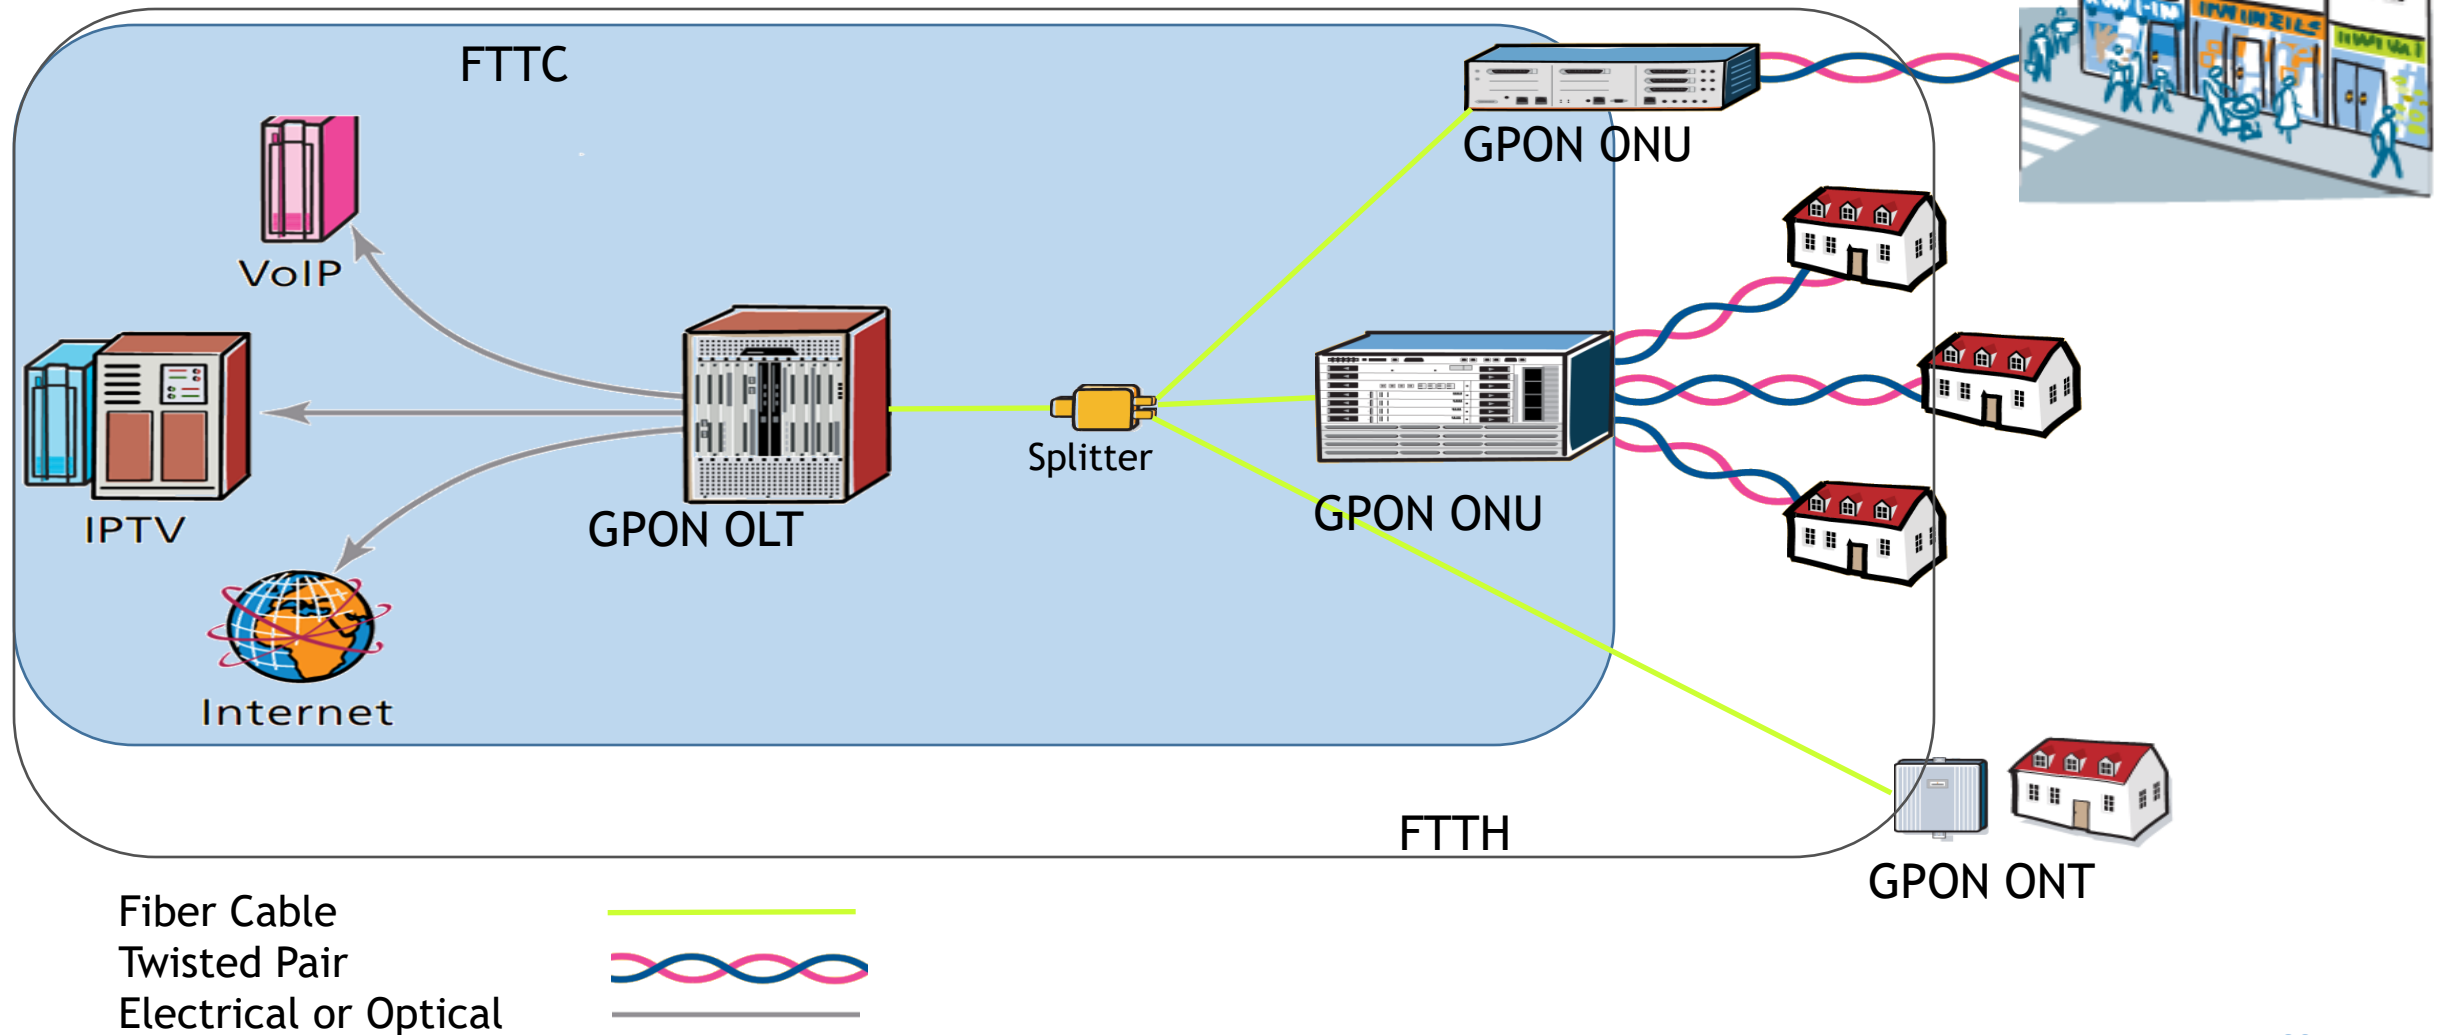 FTTC
GPON ONU
VoIP
Splitter
IPTV
GPON OLT
GPON ONU
Internet
FTTH
GPON ONT
Fiber Cable
Twisted Pair
Electrical or Optical